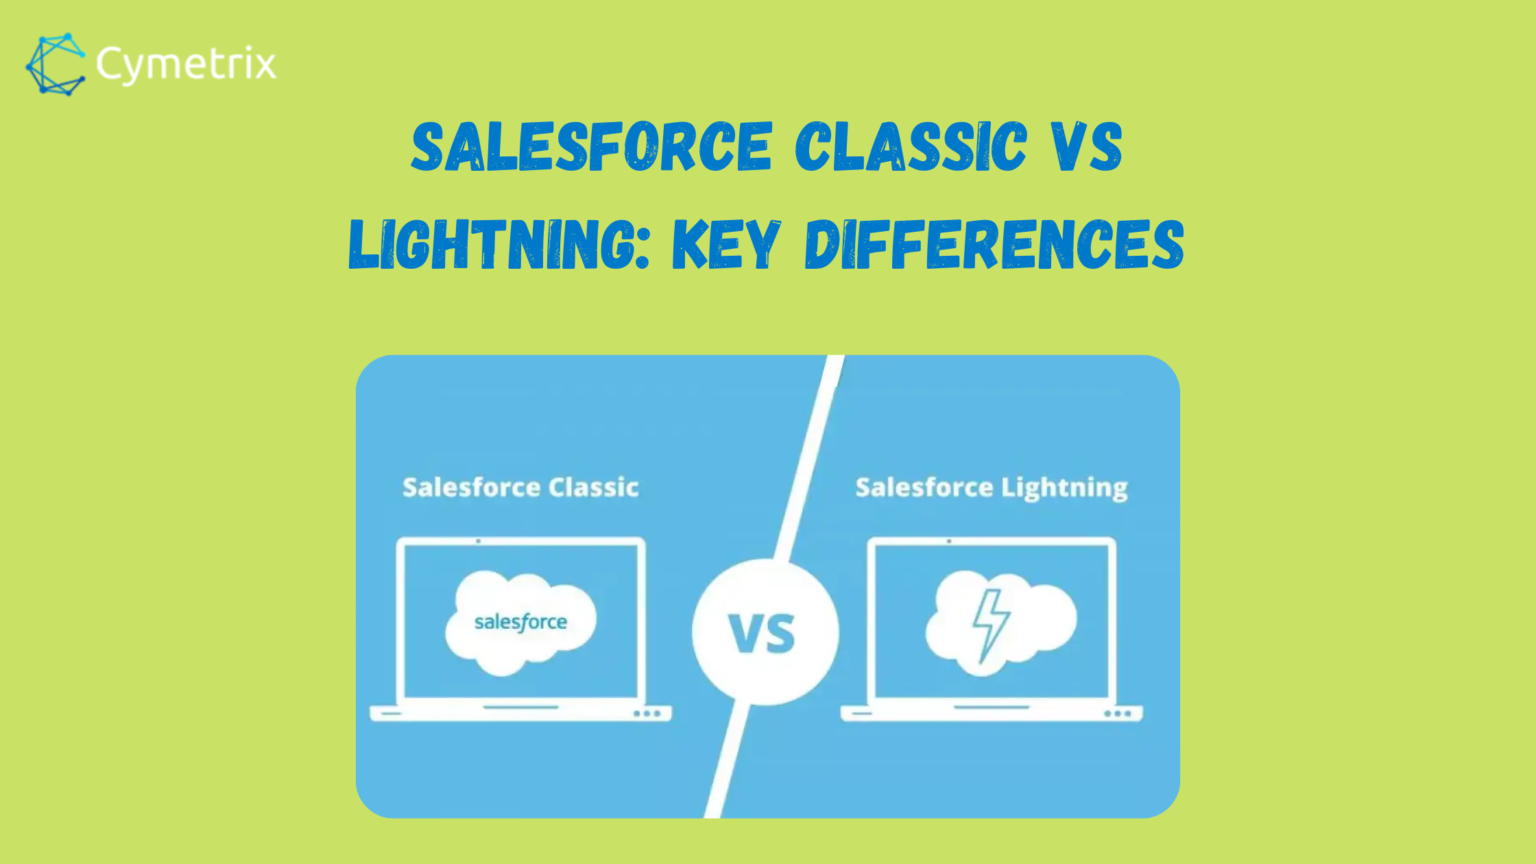 Cymetrix
SALESFORCE CLASSIC VS
LIGHTNING: KEY DIFFERENCES
Salesforce Classic
Salesforce Lightning
salesforce
VS